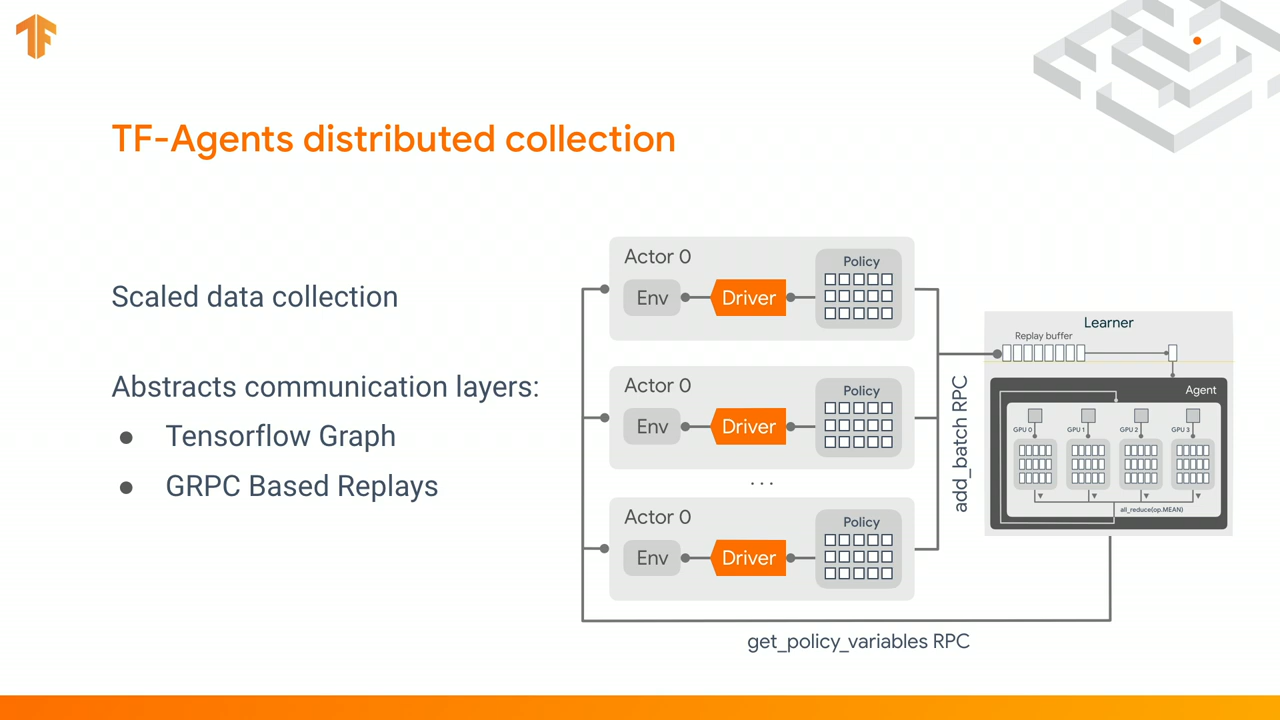 TF-Agents distributed collection
Scaled data collection
Abstracts communication layers:
● Tensorflow Graph
● GRPC Based Replays
Actor 0
Policy
Env
Driver
Actor 0
Policy
Env
Driver
...
Actor 0
Policy
Env
Driver
add_batch RPC
Learner
Replay buffer
Agent
GPU 0
GPU 1
GPU 2
GPU 3
all_reduce(op.MEAN)
get_policy_variables RPC